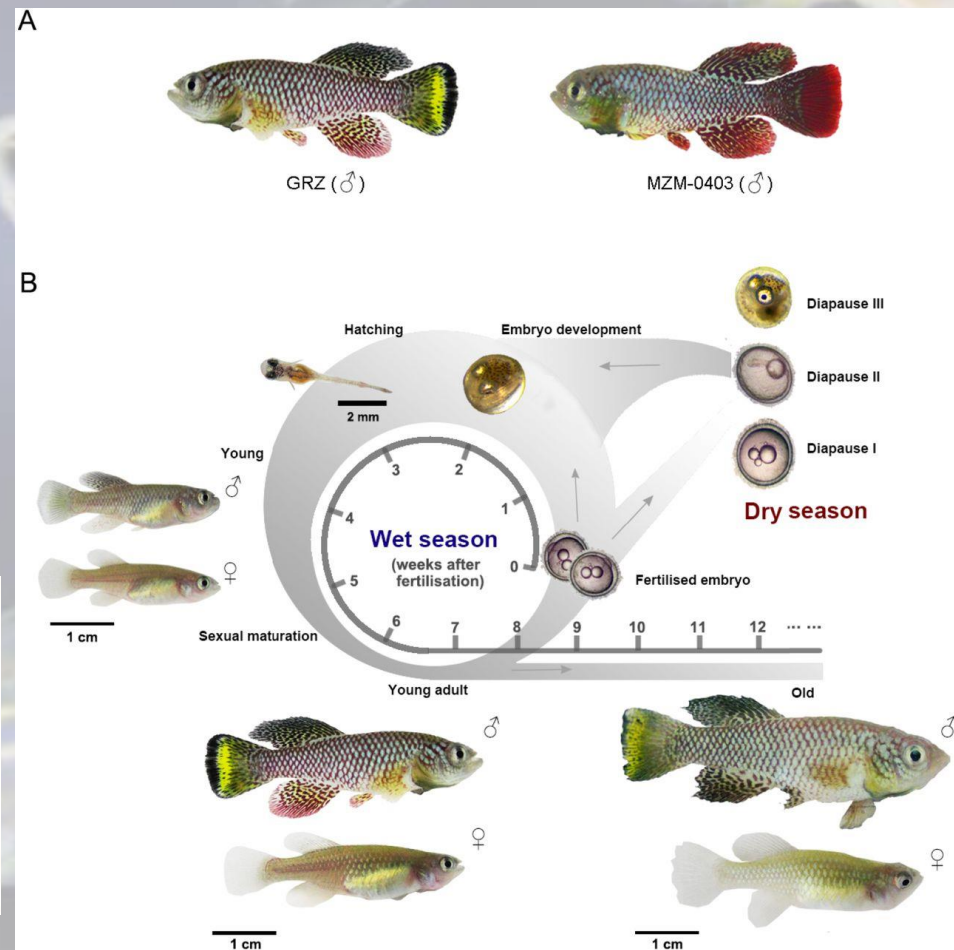 A
GRZ (♂)
MZM-0403 (♂)
B
Diapause III
Hatching
Embryo development
Diapause II
2 mm
Young
3
2
Diapause I
♂
1
4
Wet season
(weeks after
fertilisation)
Dry season
0
♀
5
Fertilised embryo
1 cm
Sexual maturation
6
7
8
9
10
11
12
... ...
Young adult
Old
♂
♂
♀
♀
1 cm
1 cm